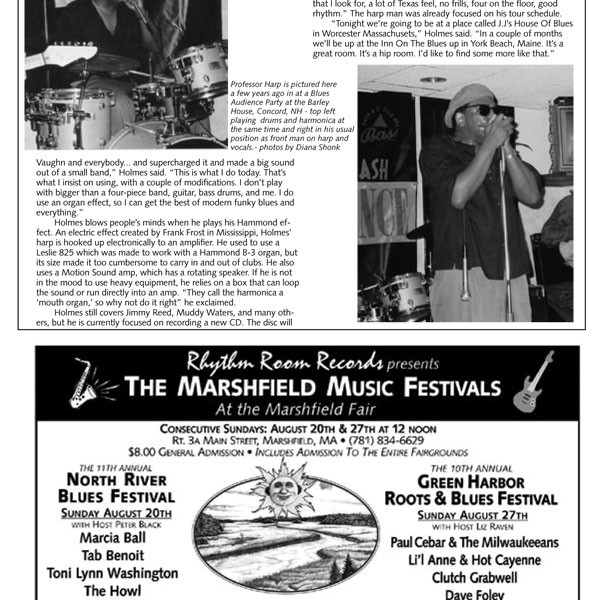 that I look for, a lot of Texas feel, no frills, four on the floor, good
rhythm.” The harp man was already focused on his tour schedule.
“Tonight we’re going to be at a place called J.J’s House Of Blues
in Worcester Massachusets,” Holmes said. “In a couple of months
we’ll be up at the Inn On The Blues up in York Beach, Maine. It’s a
great room. It’s a hip room. I’d like to find some more like that.”
Professor Harp is pictured here
a few years ago in at a Blues
Audience Party at the Barley
House, Concord, NH - top left
playing drums and harmonica at
the same time and right in his usual
position as front man on harp and
vocals.- photos by Diana Shonk
Vaughn and everybody... and supercharged it and made a big sound
out of a small band,” Holmes said. “This is what I do today. That’s
what I insist on using, with a couple of modifications. I don’t play
with bigger than a four-piece band, guitar, bass drums, and me. I do
use an organ effect, so I can get the best of modern funky blues and
everything.”
Holmes blows people’s minds when he plays his Hammond ef-
fect. An electric effect created by Frank Frost in Mississippi, Holmes’
harp is hooked up electronically to an amplifier. He used to use a
Leslie 825 which was made to work with a Hammond B-3 organ, but
its size made it too cumbersome to carry in and out of clubs. He also
uses a Motion Sound amp, which has a rotating speaker. If he is not
in the mood to use heavy equipment, he relies on a box that can loop
the sound or run directly into an amp. “They call the harmonica a
‘mouth organ,’ so why not do it right” he exclaimed.
Holmes still covers Jimmy Reed, Muddy Waters, and many oth-
ers, but he is currently focused on recording a new CD. The disc will
Bass
ASH
Rhythm Room Records presents
THE MARSHFIELD MUSIC FESTIVALS
At the Marshfield Fair
CONSECUTIVE SUNDAYS: AUGUST 20TH & 27TH AT 12 NOON
RT. 3A MAIN STREET, MARSHFIELD, MA • (781) 834-6629
$8.00 GENERAL ADMISSION • INCLUDES ADMISSION TO THE ENTIRE FAIRGROUNDS
THE 11TH ANNUAL
NORTH RIVER
BLUES FESTIVAL
SUNDAY AUGUST 20TH
WITH HOST PETER BLACK
Marcia Ball
Tab Benoit
Toni Lynn Washington
The Howl
THE 10TH ANNUAL
GREEN HARBOR
ROOTS & BLUES FESTIVAL
SUNDAY AUGUST 27TH
WITH HOST LIZ RAVEN
Paul Cebar & The Milwaukeeans
Li’l Anne & Hot Cayenne
Clutch Grabwell
Dave Foley